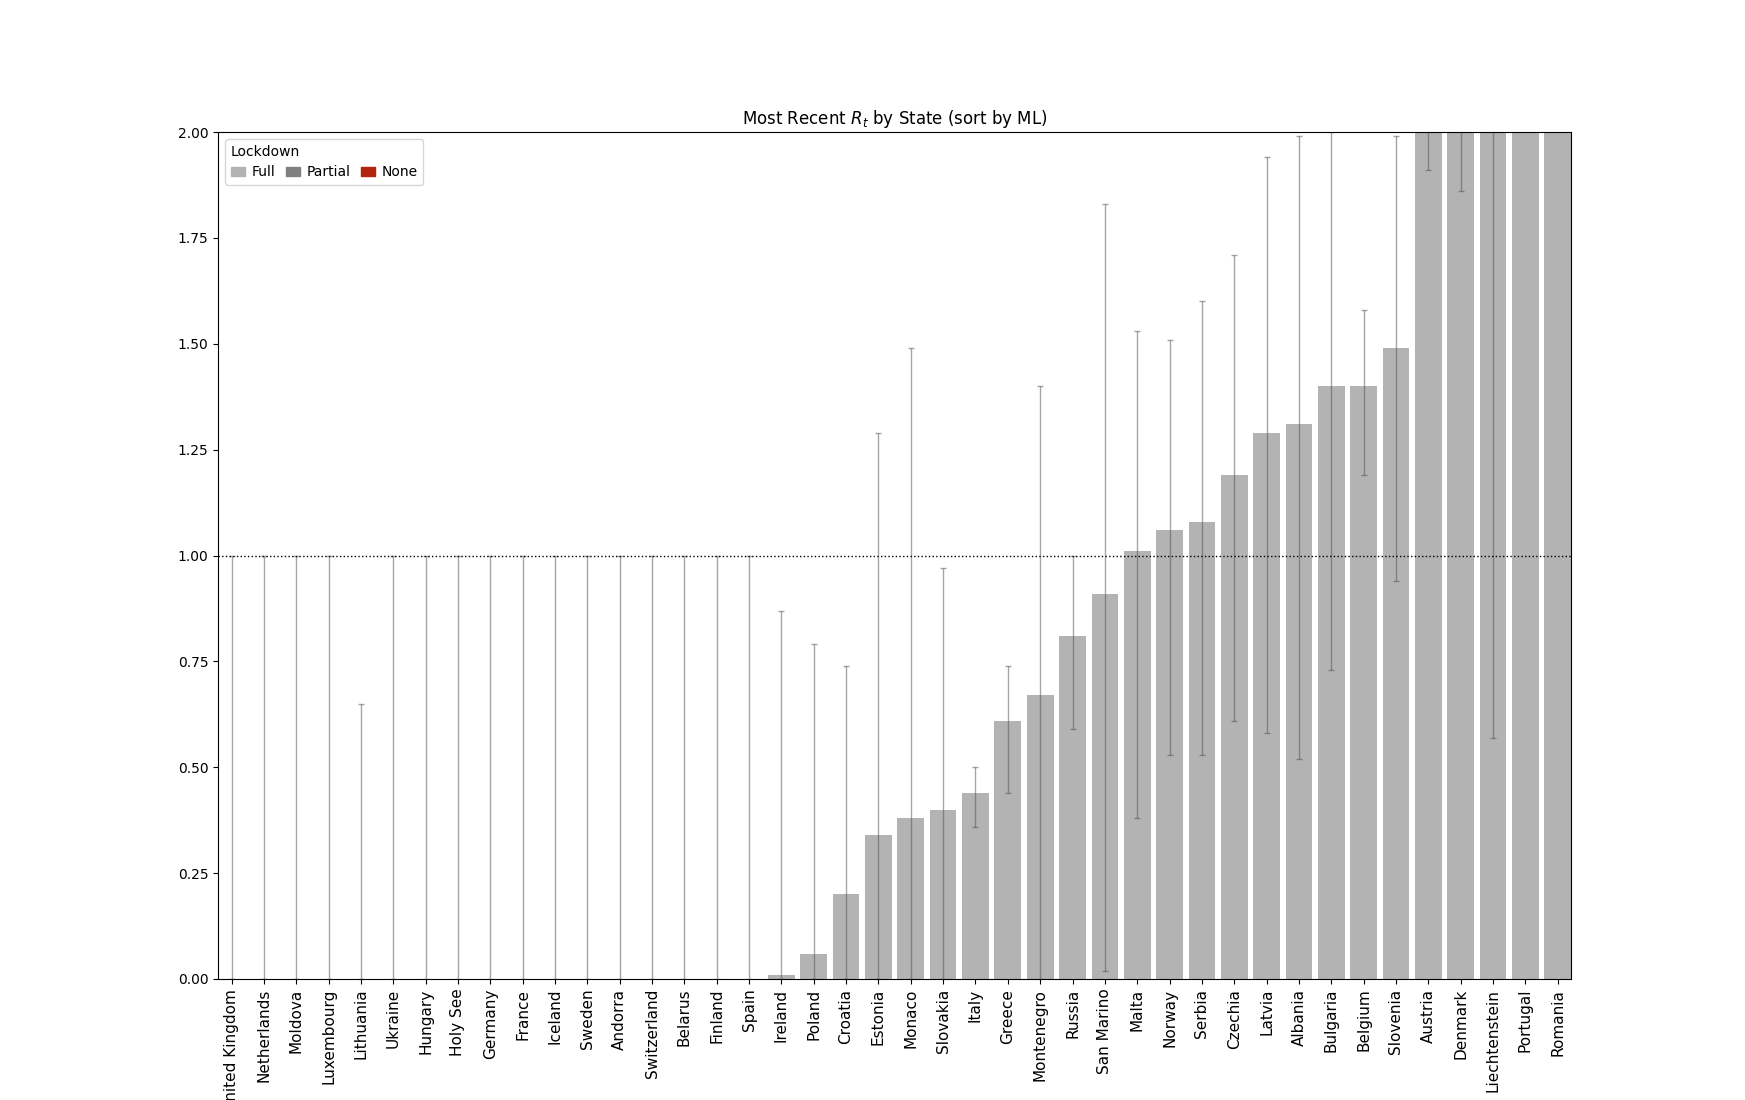 Most Recent Rt by State (sort by ML)
Lockdown
Full Partial None
2.00
1.75
1.50
1.25
1.00
0.75
0.50
0.25
0.00
nited Kingdom
Netherlands
Moldova
Luxembourg
Lithuania
Ukraine
Hungary
Holy See
Germany
France
Iceland
Sweden
Andorra
Switzerland
Belarus
Finland
Spain
Ireland
Poland
Croatia
Estonia
Monaco
Slovakia
Italy
Greece
Montenegro
Russia
San Marino
Malta
Norway
Serbia
Czechia
Latvia
Albania
Bulgaria
Belgium
Slovenia
Austria
Denmark
Liechtenstein
Portugal
Romania